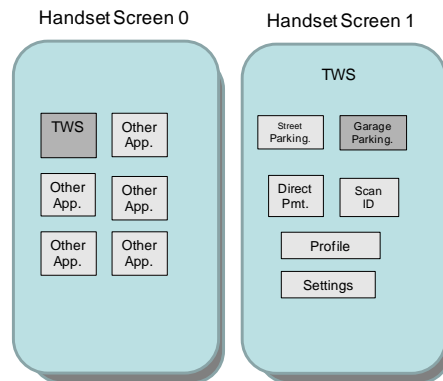 Handset Screen 0
TWS
Other
App.
Other
App.
Other
App.
Other
App.
Other
App.
Handset Screen 1
TWS
Street
Parking.
Garage
Parking.
Direct
Pmt.
Scan
ID
Profile
Settings